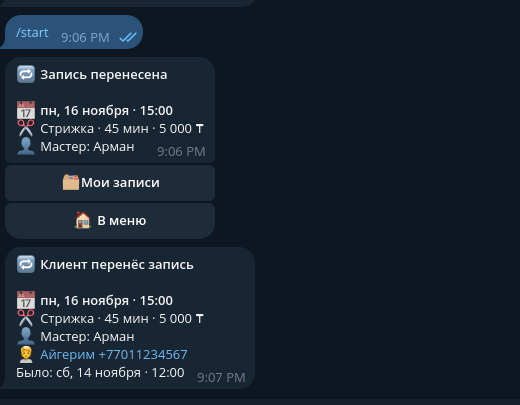 /start 9:06 PM
🔁 Запись перенесена
📅 пн, 16 ноября · 15:00
✂️ Стрижка · 45 мин · 5 000 ₸
👤 Мастер: Арман
9:06 PM
🗂 Мои записи
🏠 В меню
🔁 Клиент перенёс запись
📅 пн, 16 ноября · 15:00
✂️ Стрижка · 45 мин · 5 000 ₸
👤 Мастер: Арман
Айгерим +77011234567
Было: сб, 14 ноября · 12:00
9:07 PM